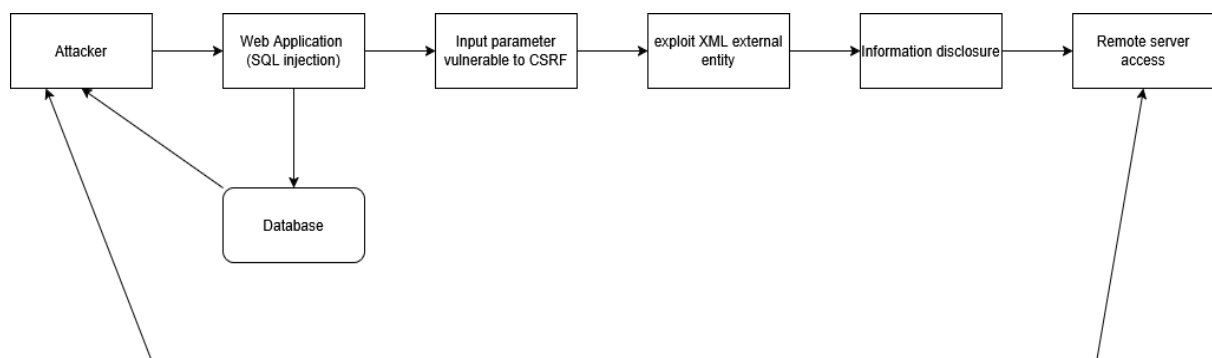 Attacker
Web Application
(SQL injection)
Input parameter
vulnerable to CSRF
exploit XML external
entity
Information disclosure
Remote server
access
Database